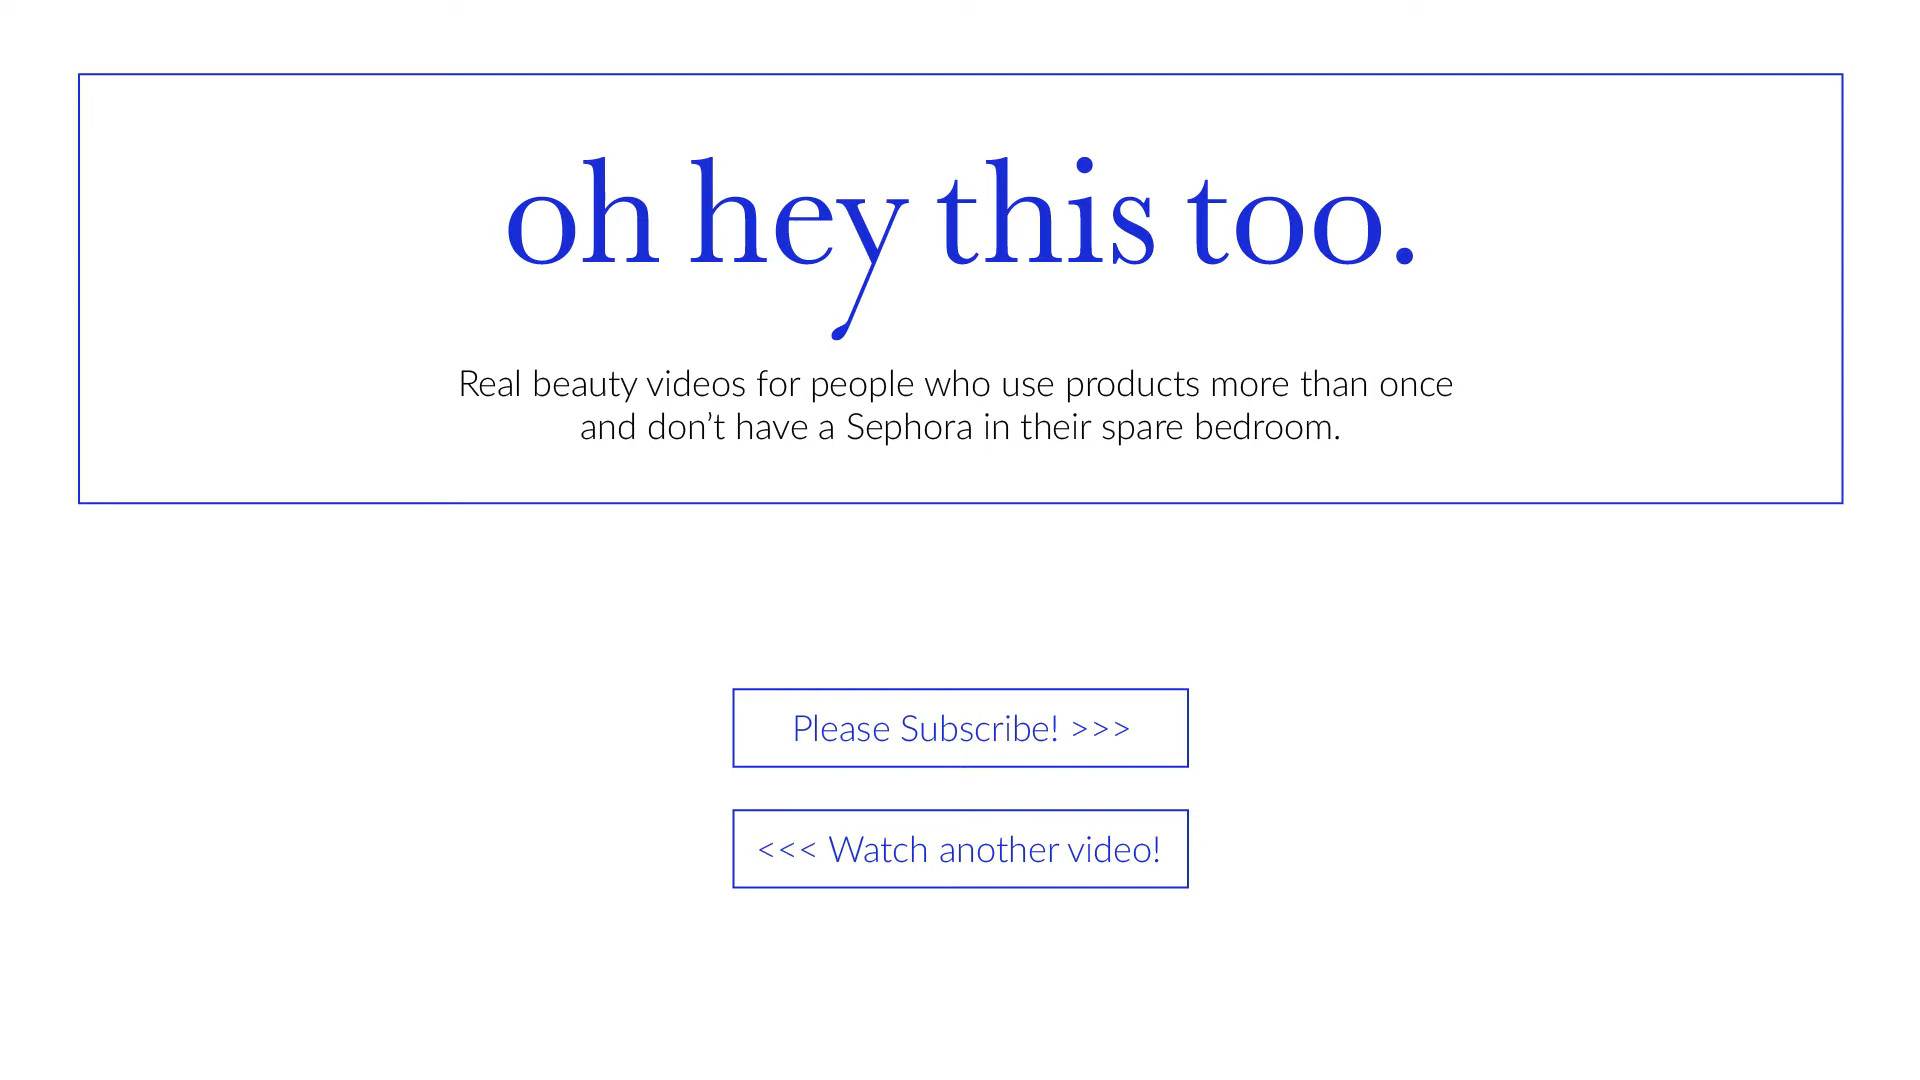 oh hey this too.
Real beauty videos for people who use products more than once
and don’t have a Sephora in their spare bedroom.
Please Subscribe! >>>
<<< Watch another video!